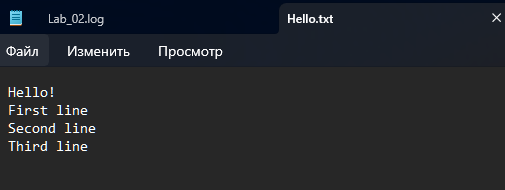 Lab_02.log
Hello.txt
Файл Изменить Просмотр
Hello!
First line
Second line
Third line